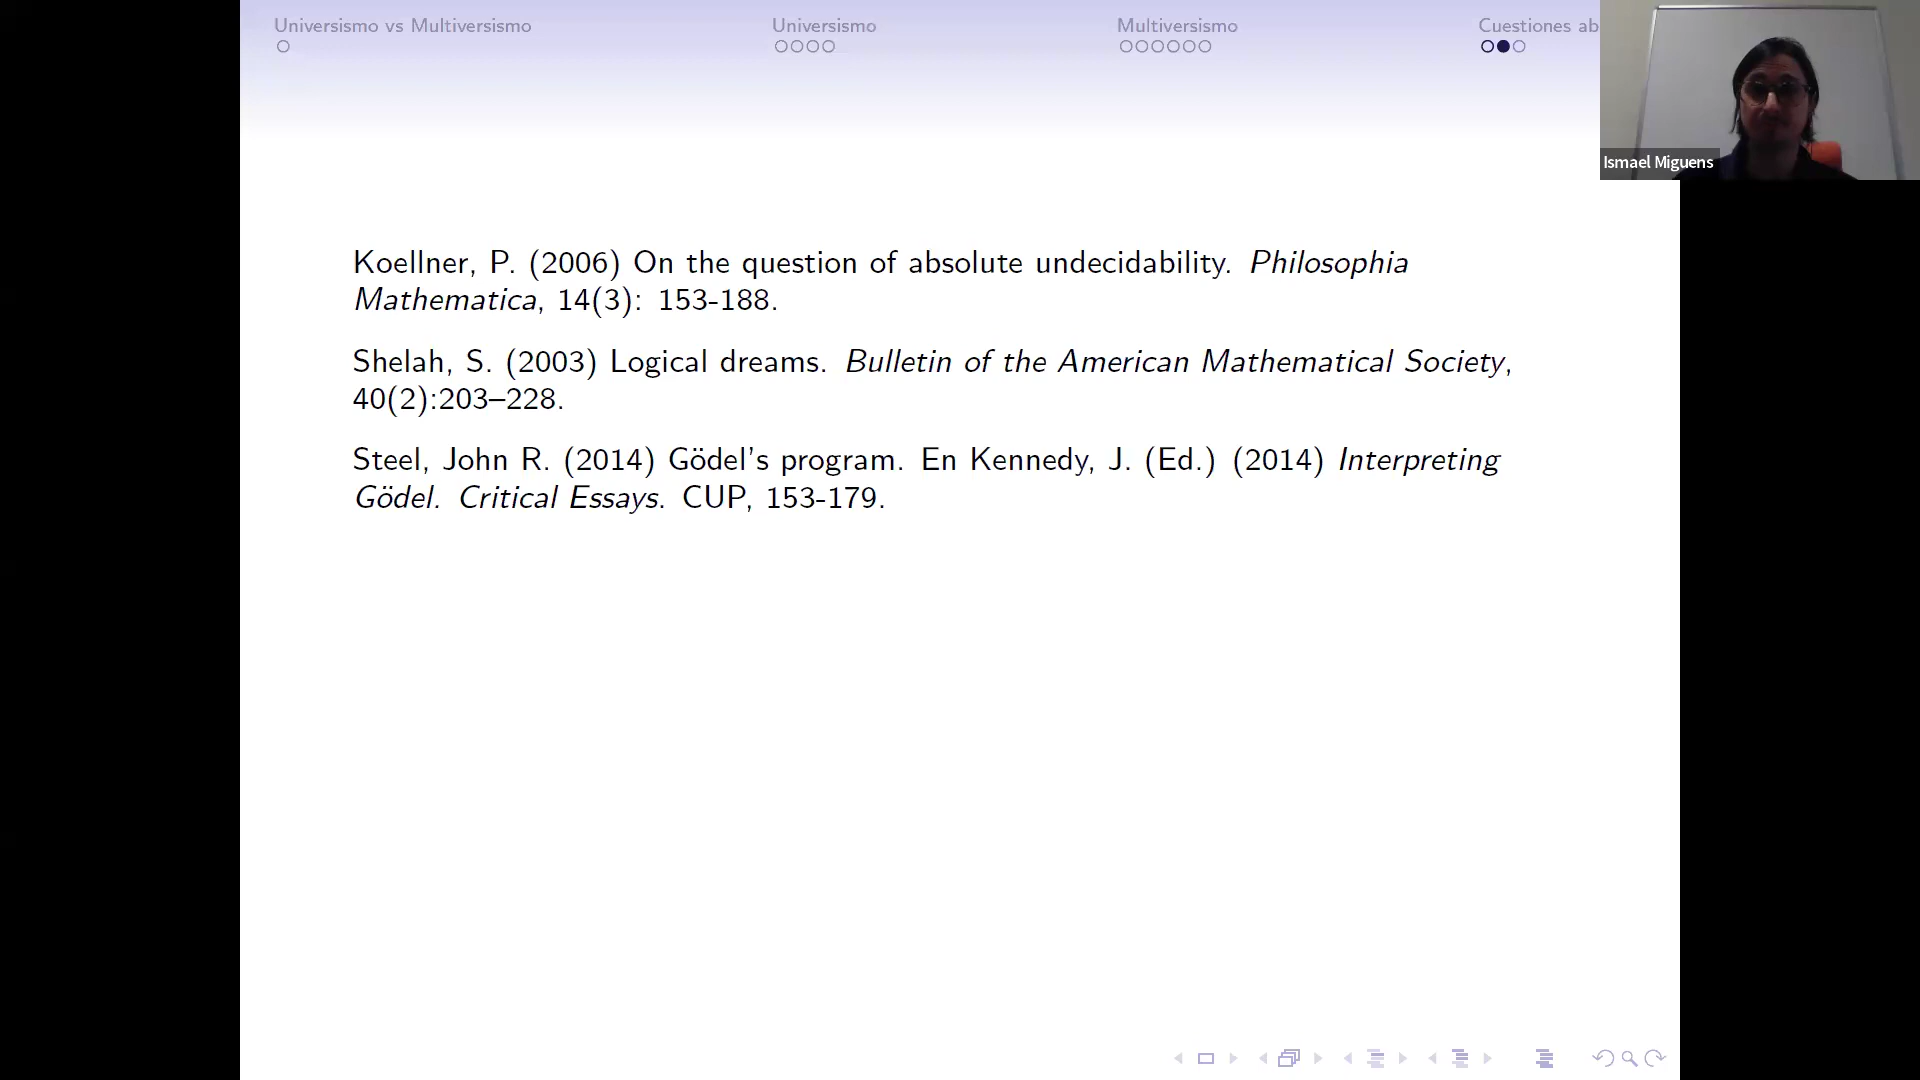 Universismo vs Multiversismo
Universismo
Multiversismo
Cuestiones ab
Ismael Miguens
Koellner, P. (2006) On the question of absolute undecidability. Philosophia
Mathematica, 14(3): 153-188.
Shelah, S. (2003) Logical dreams. Bulletin of the American Mathematical Society,
40(2):203–228.
Steel, John R. (2014) Gödel's program. En Kennedy, J. (Ed.) (2014) Interpreting
Gödel. Critical Essays. CUP, 153-179.